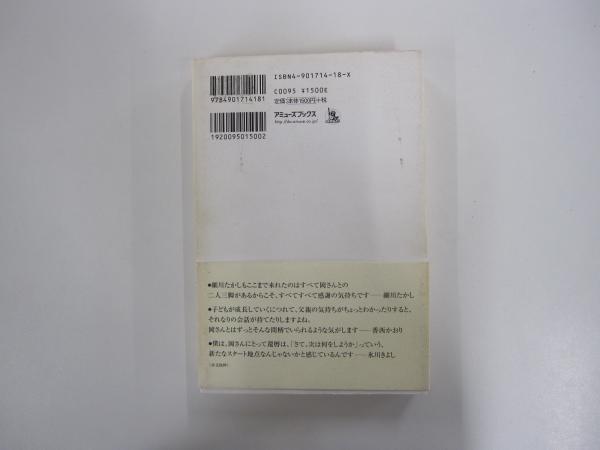 ISBN4-901714-18-X
C0095 ¥1500E
定価:本体1500円+税
9784901714181
アミューズブックス
1920095015002
●細川たかしもここまで来れたのはすべて岡さんとの
二人三脚があるからこそ、すべてすべて感謝の気持ちです――細川たかし
●子どもが成長していくにつれて、父親の気持ちがちょっとわかったりすると、
それなりの会話が持てたりしますよね。
岡さんとはずっとそんな間柄でいられるような気がします――香西かおり
●僕は、岡さんにとって還暦は、「さて、次は何をしようか」っていう、
新たなスタート地点なんじゃないかと感じているんです――氷川きよし
(本文抜粋)